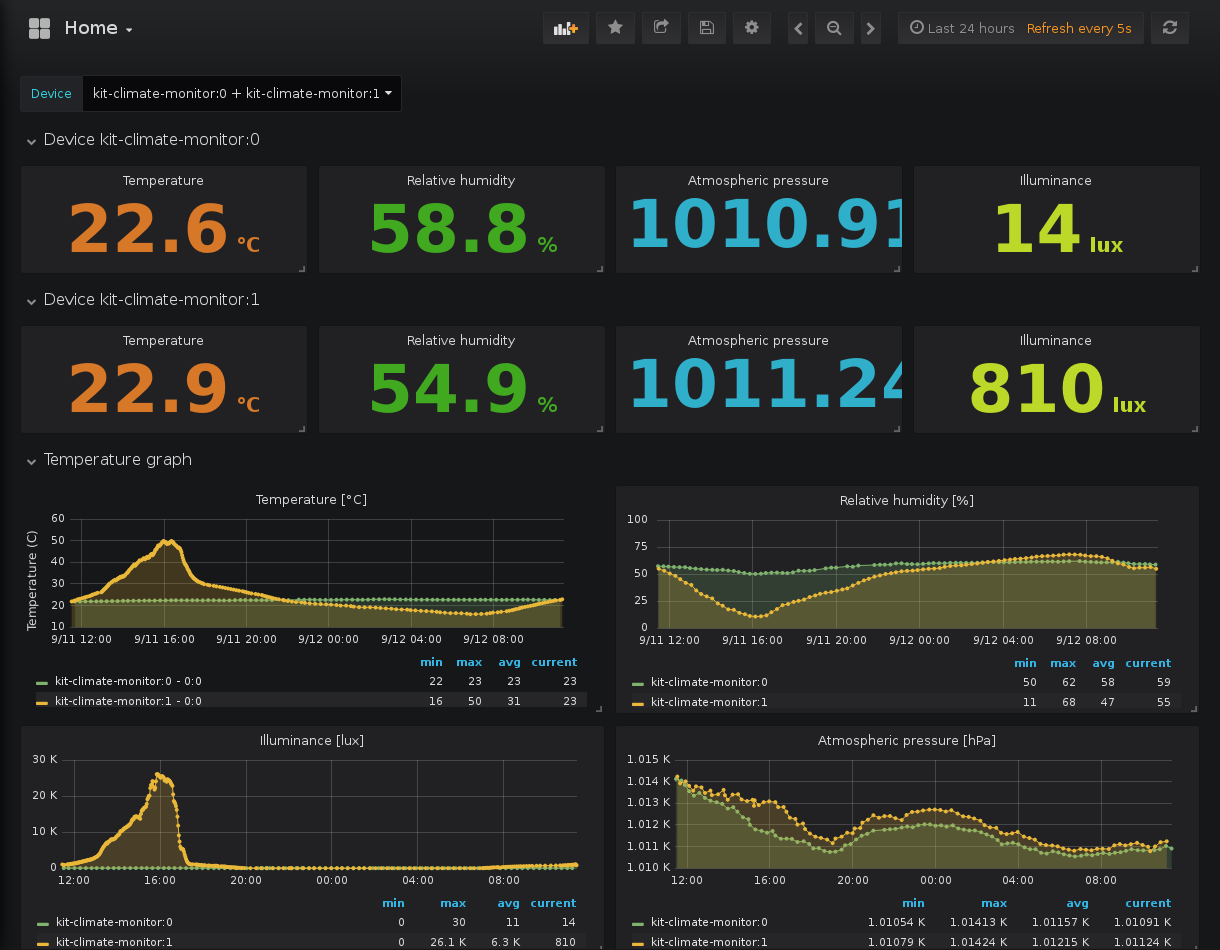 Home
Last 24 hours Refresh every 5s
Device kit-climate-monitor:0 + kit-climate-monitor:1
Device kit-climate-monitor:0
Temperature Relative humidity Atmospheric pressure Illuminance
22.6 °C 58.8 % 1010.91 14 lux
Device kit-climate-monitor:1
Temperature Relative humidity Atmospheric pressure Illuminance
22.9 °C 54.9 % 1011.24 810 lux
Temperature graph
Temperature [°C]
Temperature (C)
60
50
40
30
20
10
9/11 12:00 9/11 16:00 9/11 20:00 9/12 00:00 9/12 04:00 9/12 08:00
min max avg current
kit-climate-monitor:0 - 0:0 22 23 23 23
kit-climate-monitor:1 - 0:0 16 50 31 23
Relative humidity [%]
100
75
50
25
0
9/11 12:00 9/11 16:00 9/11 20:00 9/12 00:00 9/12 04:00 9/12 08:00
min max avg current
kit-climate-monitor:0 50 62 58 59
kit-climate-monitor:1 11 68 47 55
Illuminance [lux]
30 K
20 K
10 K
0
12:00 16:00 20:00 00:00 04:00 08:00
min max avg current
kit-climate-monitor:0 0 30 11 14
kit-climate-monitor:1 0 26.1 K 6.3 K 810
Atmospheric pressure [hPa]
1.015 K
1.014 K
1.013 K
1.012 K
1.011 K
1.010 K
12:00 16:00 20:00 00:00 04:00 08:00
min max avg current
kit-climate-monitor:0 1.01054 K 1.01413 K 1.01157 K 1.01091 K
kit-climate-monitor:1 1.01079 K 1.01424 K 1.01215 K 1.01124 K